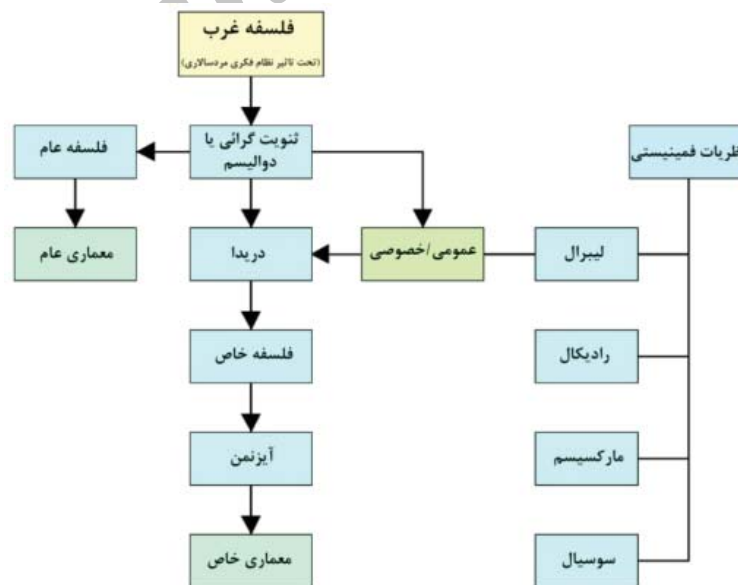 فلسفه غرب
(تحت تاثیر نظام فکری مردسالاری)
ثنویت گرائی یا
دوالیسم
فلسفه عام
ظریات فمینیستی
معماری عام
دریدا
عمومی/خصوصی
لیبرال
فلسفه خاص
رادیکال
آیزنمن
مارکسیسم
معماری خاص
سوسیال